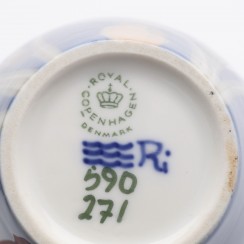 ROYAL
COPENHAGEN
DENMARK
Ri
590
271